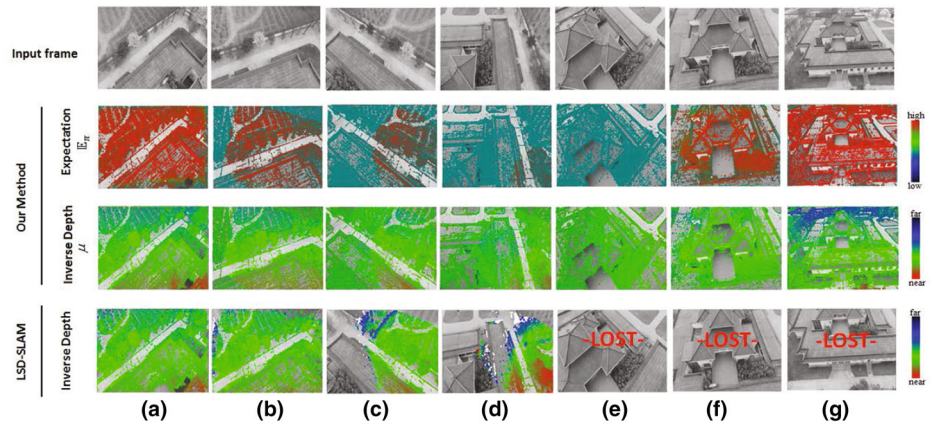 Input frame
Our Method
Expectation
𝔼π
high
low
Inverse Depth
μ
far
near
LSD-SLAM
Inverse Depth
-LOST-
-LOST-
-LOST-
far
near
(a) (b) (c) (d) (e) (f) (g)